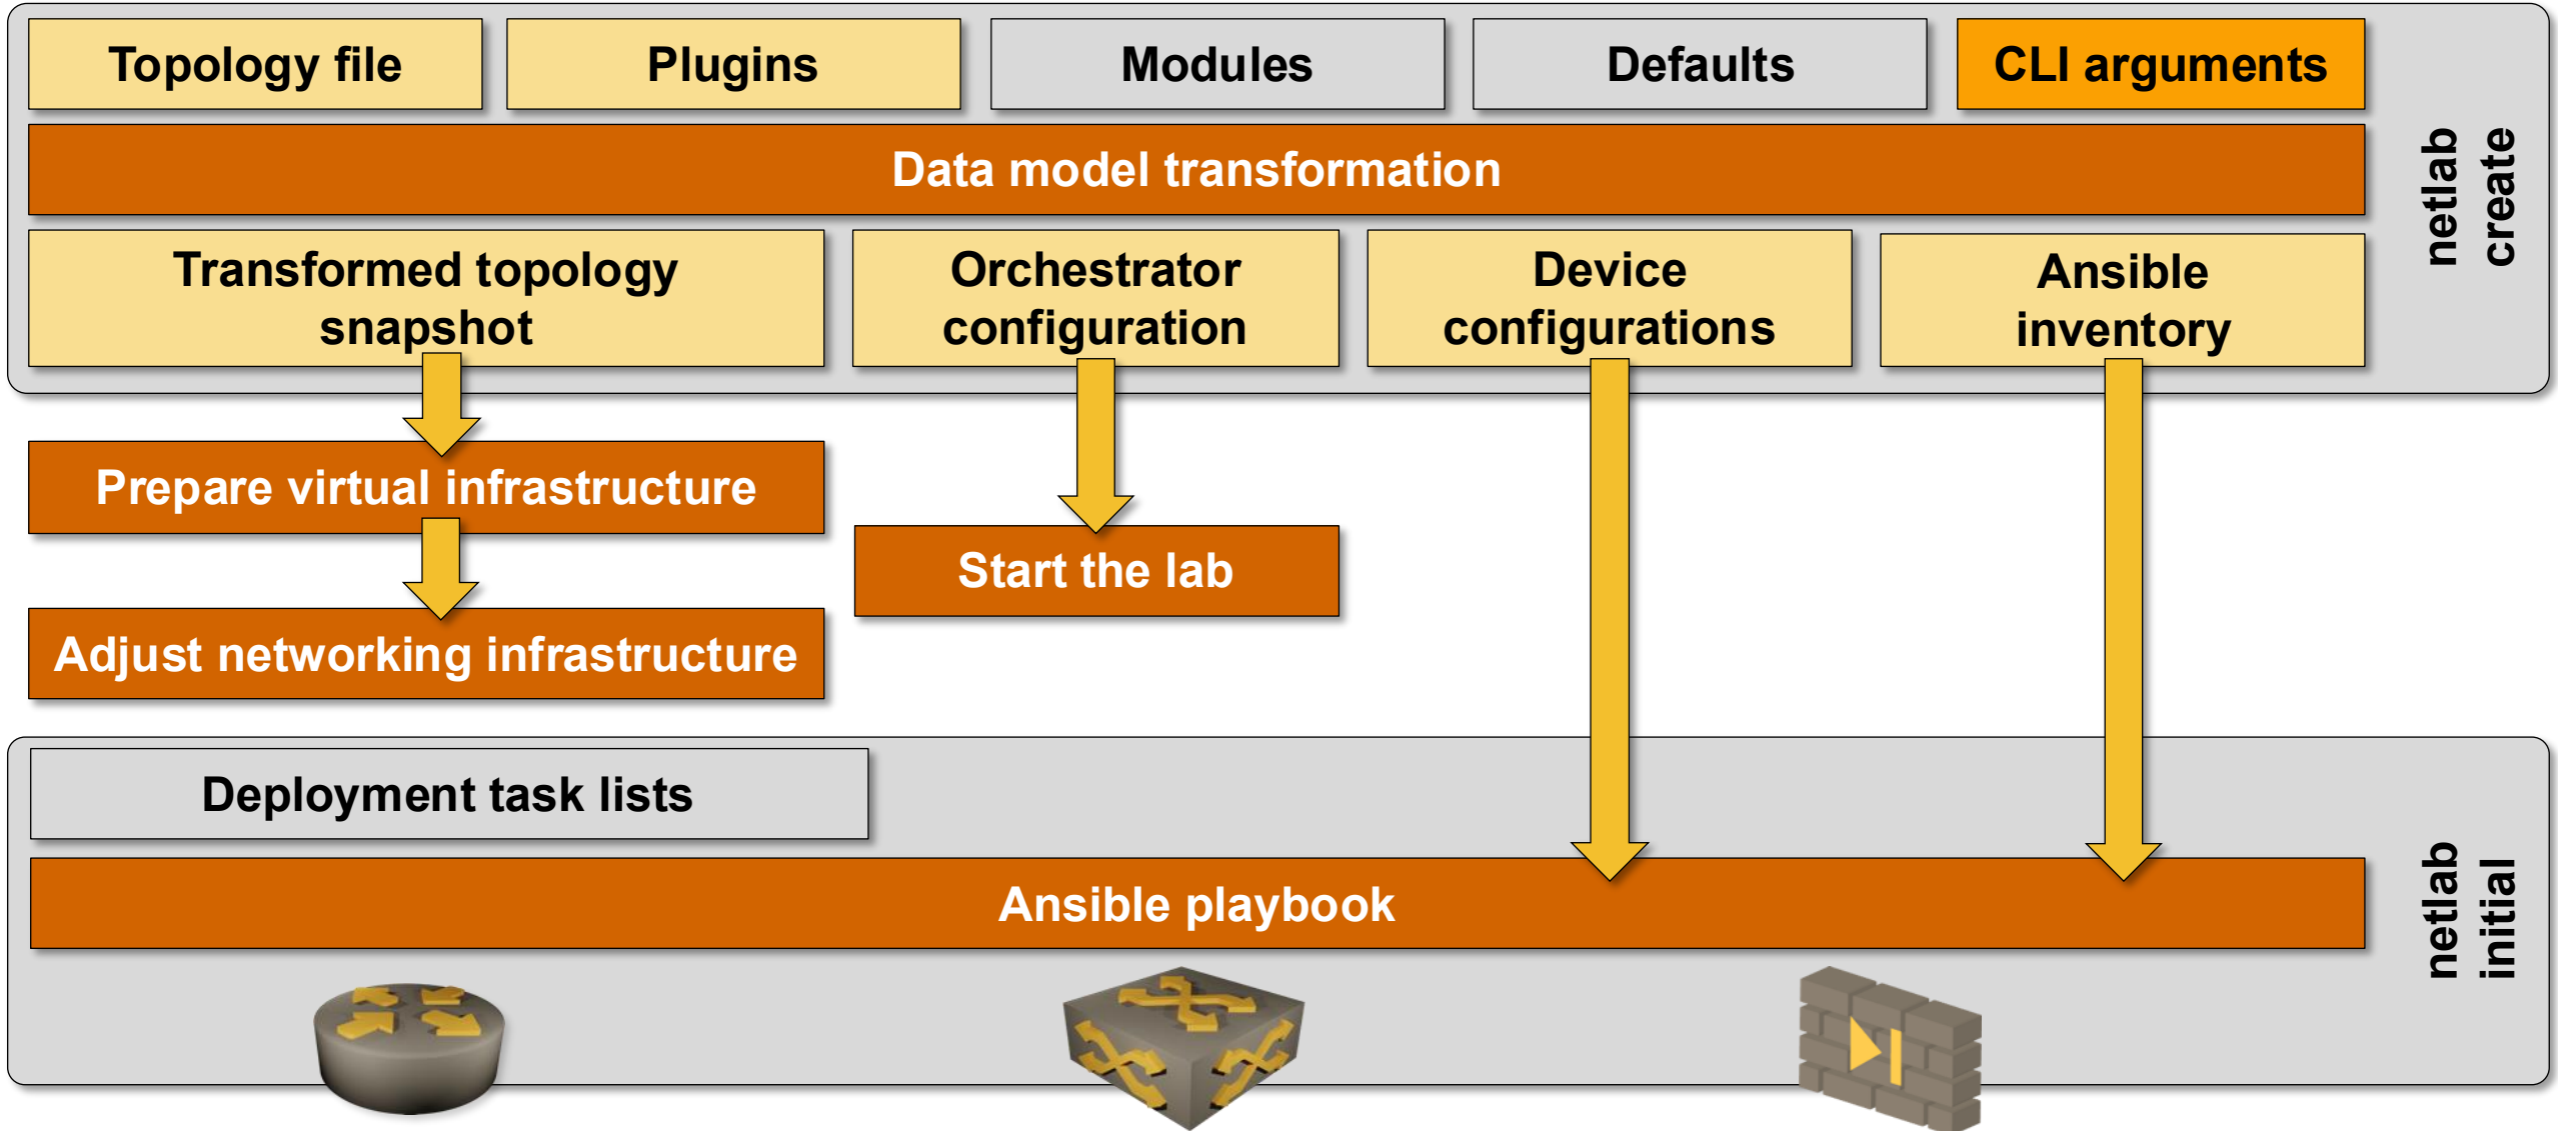 Topology file
Plugins
Modules
Defaults
CLI arguments
Data model transformation
netlab
create
Transformed topology
snapshot
Orchestrator
configuration
Device
configurations
Ansible
inventory
Prepare virtual infrastructure
Start the lab
Adjust networking infrastructure
Deployment task lists
Ansible playbook
netlab
initial